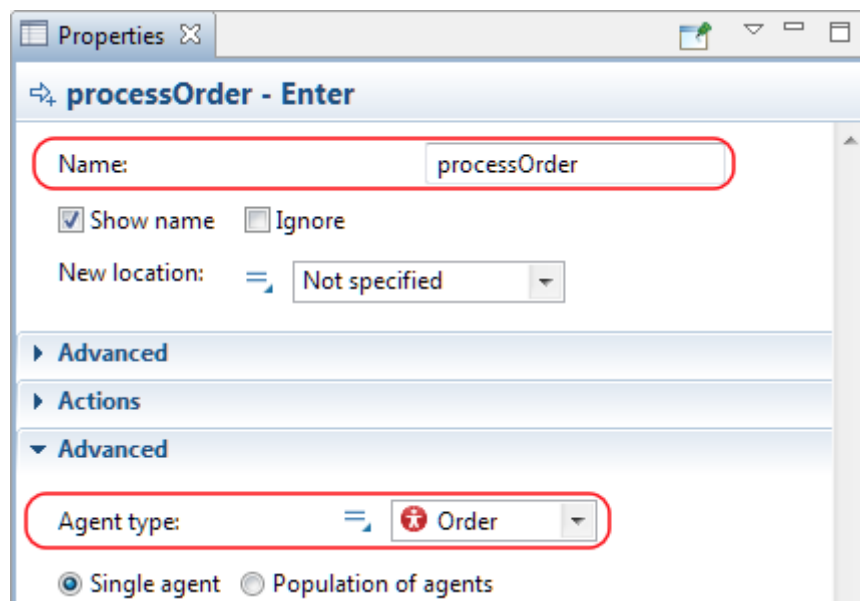 Properties
processOrder - Enter
Name: processOrder
Show name Ignore
New location: Not specified
Advanced
Actions
Advanced
Agent type: Order
Single agent Population of agents